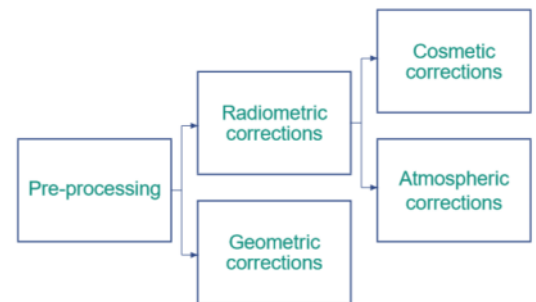 Pre-processing
Radiometric
corrections
Geometric
corrections
Cosmetic
corrections
Atmospheric
corrections